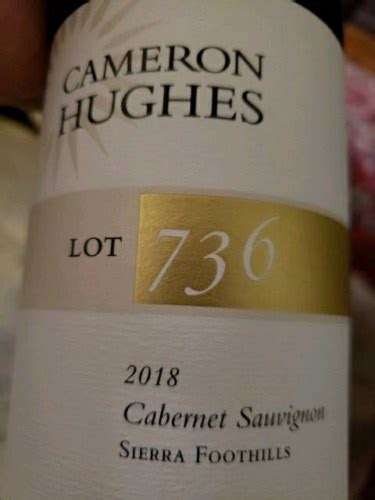 CAMERON
HUGHES
LOT 736
2018
Cabernet Sauvignon
SIERRA FOOTHILLS